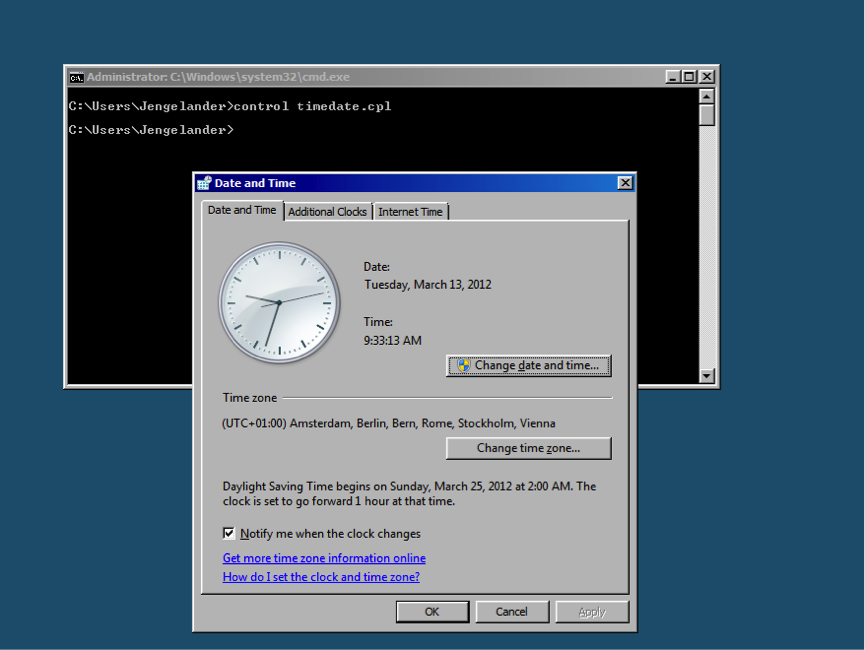 Administrator: C:\Windows\system32\cmd.exe
C:\Users\Jengelander>control timedate.cpl
C:\Users\Jengelander>
Date and Time
Date and Time Additional Clocks Internet Time
Date:
Tuesday, March 13, 2012
Time:
9:33:13 AM
Change date and time...
Time zone
(UTC+01:00) Amsterdam, Berlin, Bern, Rome, Stockholm, Vienna
Change time zone...
Daylight Saving Time begins on Sunday, March 25, 2012 at 2:00 AM. The
clock is set to go forward 1 hour at that time.
Notify me when the clock changes
Get more time zone information online
How do I set the clock and time zone?
OK Cancel Apply